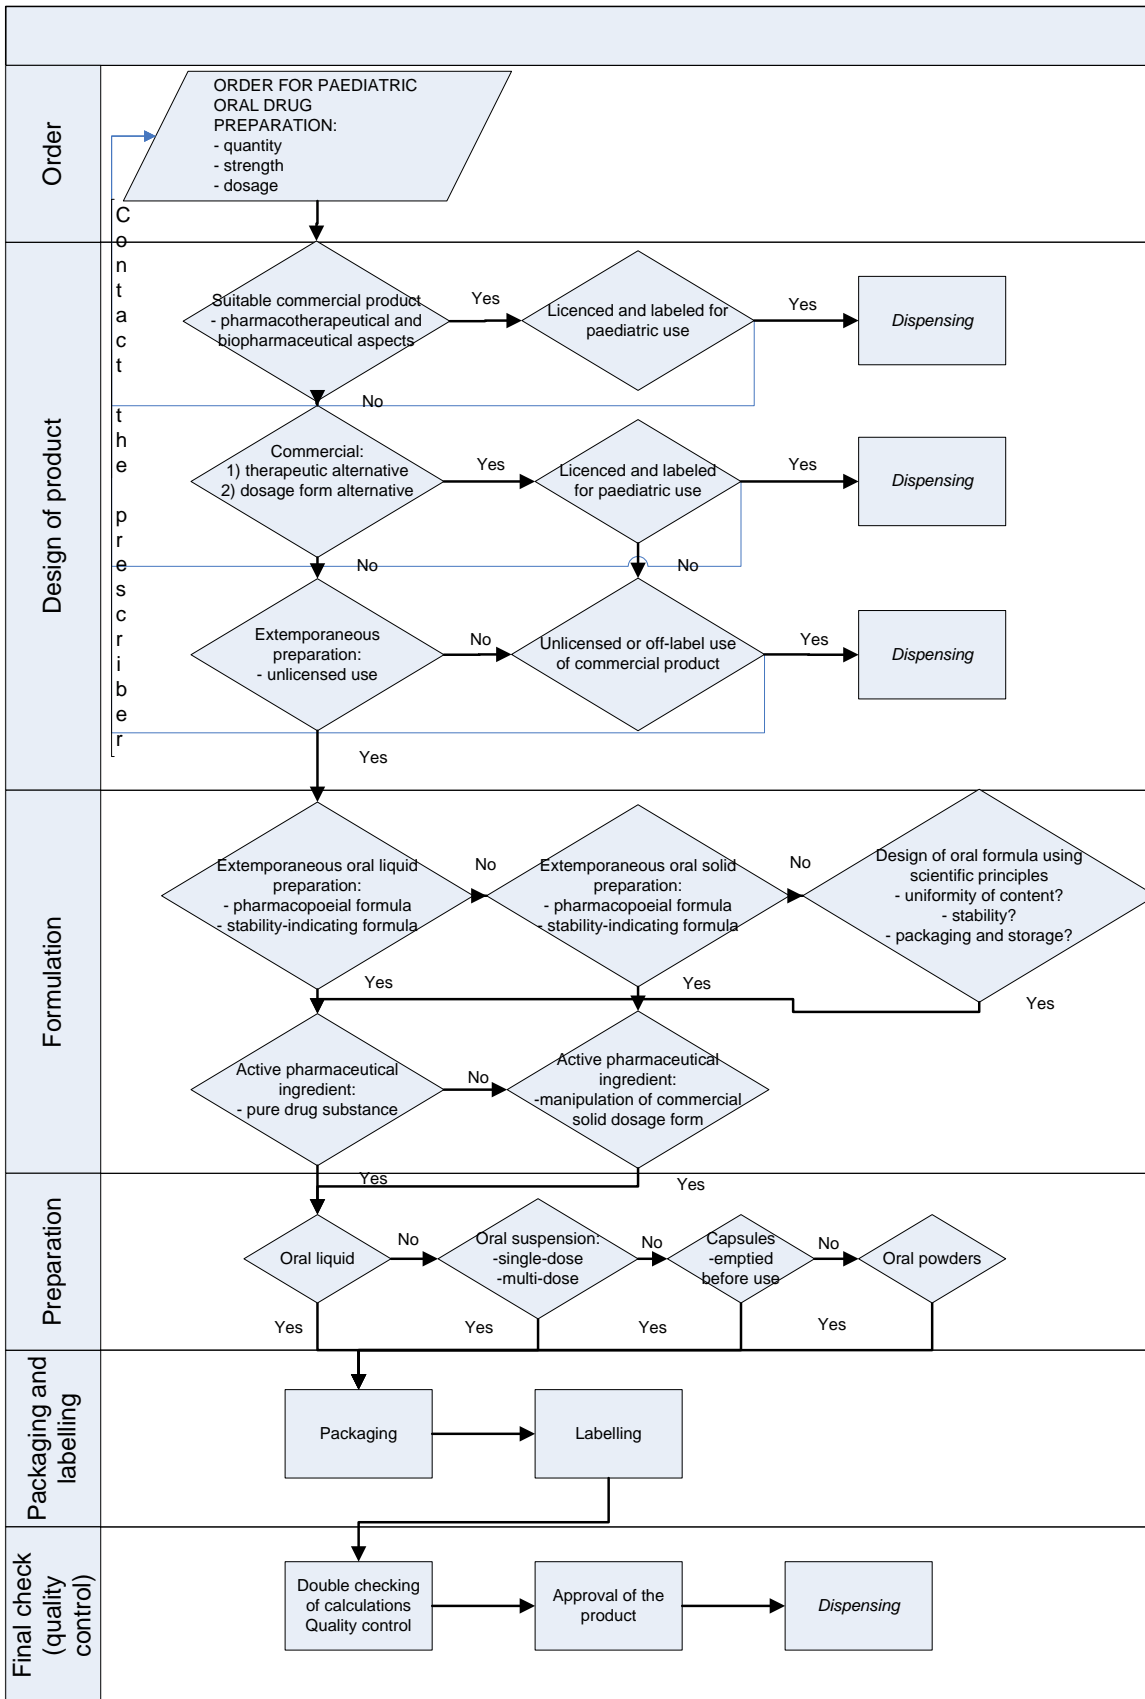 Order
ORDER FOR PAEDIATRIC
ORAL DRUG
PREPARATION:
- quantity
- strength
- dosage
Contact the prescriber
Design of product
Suitable commercial product
- pharmacotherapeutical and
biopharmaceutical aspects
Yes
Licenced and labeled for
paediatric use
Yes
Dispensing
No
Commercial:
1) therapeutic alternative
2) dosage form alternative
Yes
Licenced and labeled
for paediatric use
Yes
Dispensing
No
No
Extemporaneous
preparation:
- unlicensed use
No
Unlicensed or off-label use
of commercial product
Yes
Dispensing
Yes
Formulation
Extemporaneous oral liquid
preparation:
- pharmacopoeial formula
- stability-indicating formula
No
Extemporaneous oral solid
preparation:
- pharmacopoeial formula
- stability-indicating formula
No
Design of oral formula using
scientific principles
- uniformity of content?
- stability?
- packaging and storage?
Yes
Yes
Yes
Active pharmaceutical
ingredient:
- pure drug substance
No
Active pharmaceutical
ingredient:
-manipulation of commercial
solid dosage form
Yes
Yes
Preparation
Oral liquid
No
Oral suspension:
-single-dose
-multi-dose
No
Capsules
-emptied
before use
No
Oral powders
Yes
Yes
Yes
Yes
Packaging and
labelling
Packaging
Labelling
Final check
(quality
control)
Double checking
of calculations
Quality control
Approval of the
product
Dispensing